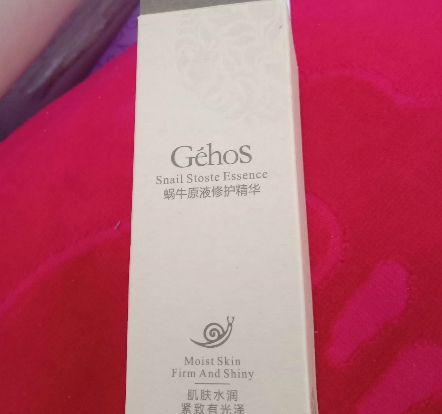 Géhos
Snail Stoste Essence
蜗牛原液修护精华
Moist Skin
Firm And Shiny
肌肤水润
紧致有光泽